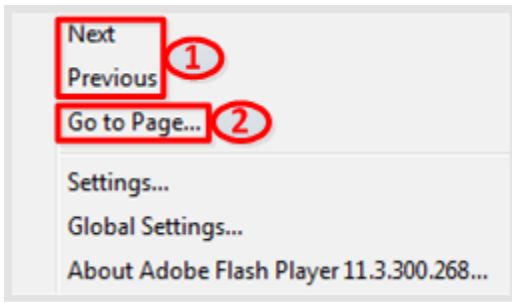 Next
1
Previous
Go to Page... 2
Settings...
Global Settings...
About Adobe Flash Player 11.3.300.268...